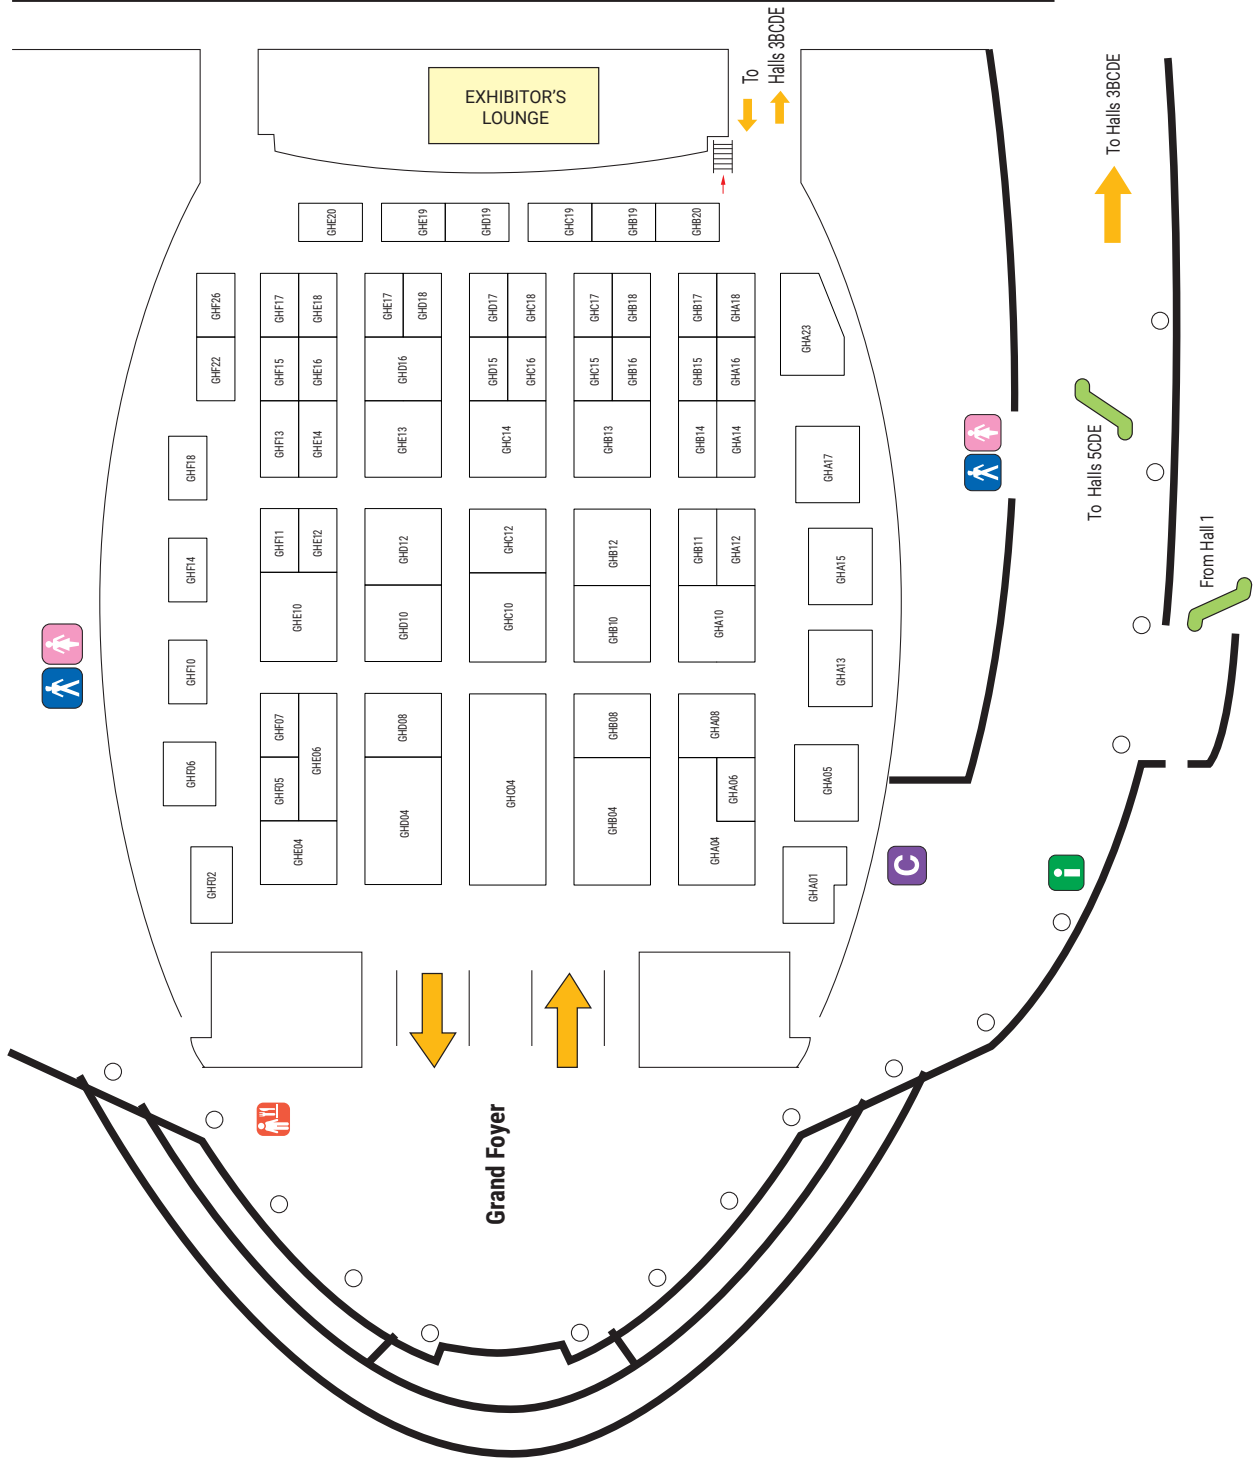 EXHIBITOR'S
LOUNGE
To
Halls 3BCDE
To Halls 3BCDE
GHE20
GHE19
GHD19
GHC19
GHB19
GHB20
GHF26
GHF17
GHE18
GHE17
GHD18
GHD17
GHC18
GHC17
GHB18
GHB17
GHA18
GHA23
GHF22
GHF15
GHE16
GHD16
GHD15
GHC16
GHC15
GHB16
GHB15
GHA16
GHF18
GHF13
GHE14
GHE13
GHC14
GHB13
GHB14
GHA14
GHA17
To Halls 5CDE
GHF14
GHF11
GHE12
GHD12
GHC12
GHB12
GHB11
GHA12
GHA15
From Hall 1
GHE10
GHD10
GHC10
GHB10
GHA10
GHF10
GHA13
GHF07
GHE06
GHD08
GHB08
GHA08
GHF06
GHF05
GHA06
GHA05
GHE04
GHD04
GHC04
GHB04
GHA04
GHF02
GHA01
C
i
Grand Foyer